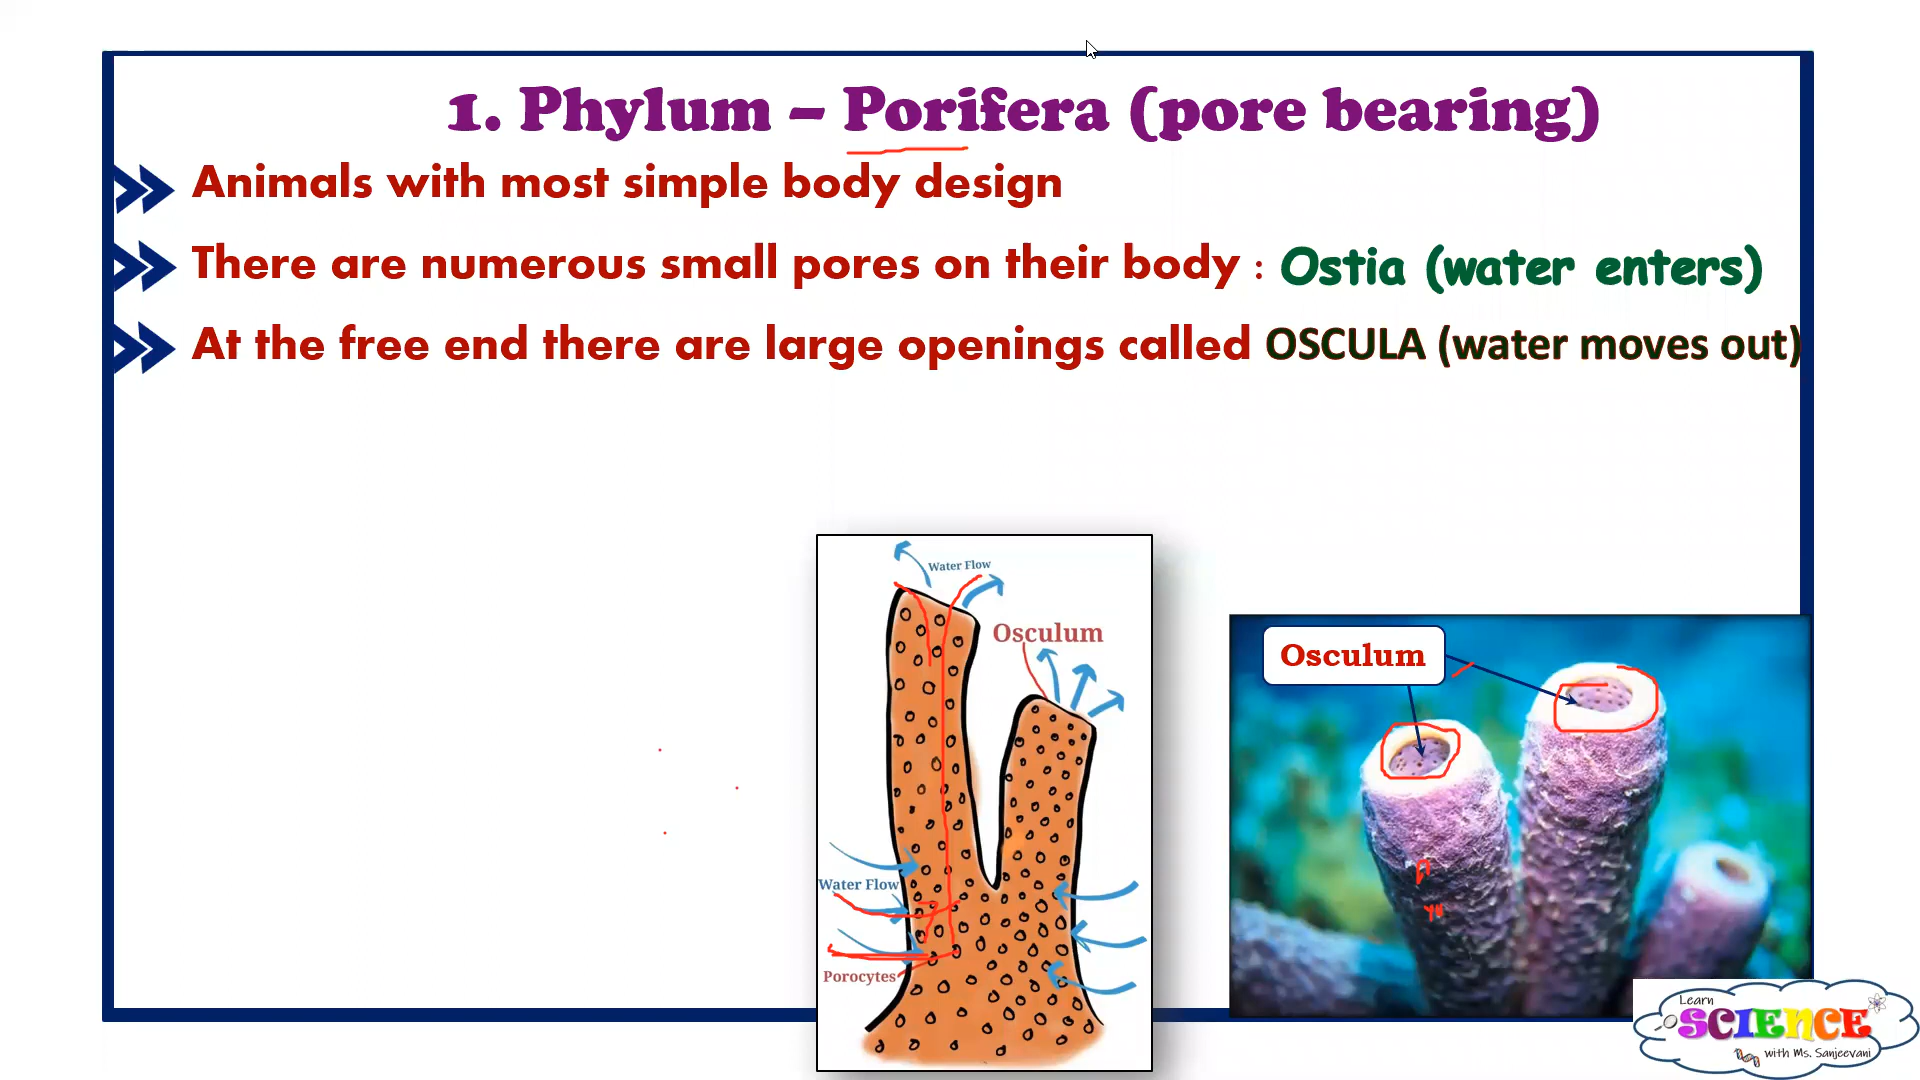 1. Phylum – Porifera (pore bearing)
Animals with most simple body design
There are numerous small pores on their body : Ostia (water enters)
At the free end there are large openings called OSCULA (water moves out)
Water Flow
Osculum
Osculum
Water Flow
Porocytes
Learn
SCIENCE
with Ms. Sanjeevani